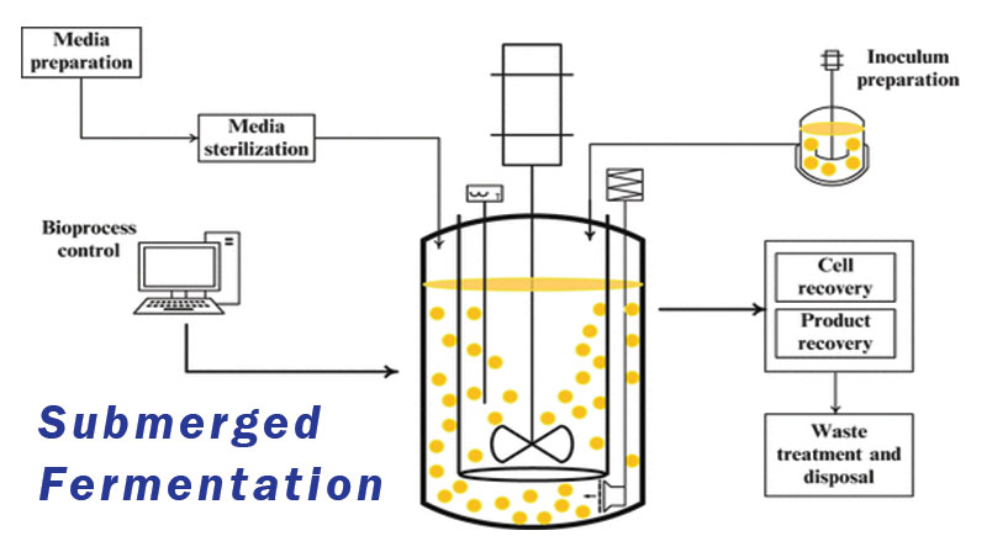 Media
preparation
Media
sterilization
Inoculum
preparation
Bioprocess
control
T
Cell
recovery
Product
recovery
Waste
treatment and
disposal
Submerged
Fermentation